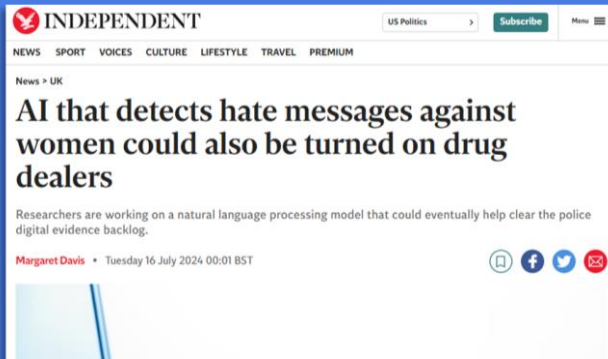 INDEPENDENT
US Politics
Subscribe
Menu
NEWS SPORT VOICES CULTURE LIFESTYLE TRAVEL PREMIUM
News > UK
AI that detects hate messages against
women could also be turned on drug
dealers
Researchers are working on a natural language processing model that could eventually help clear the police
digital evidence backlog.
Margaret Davis • Tuesday 16 July 2024 00:01 BST